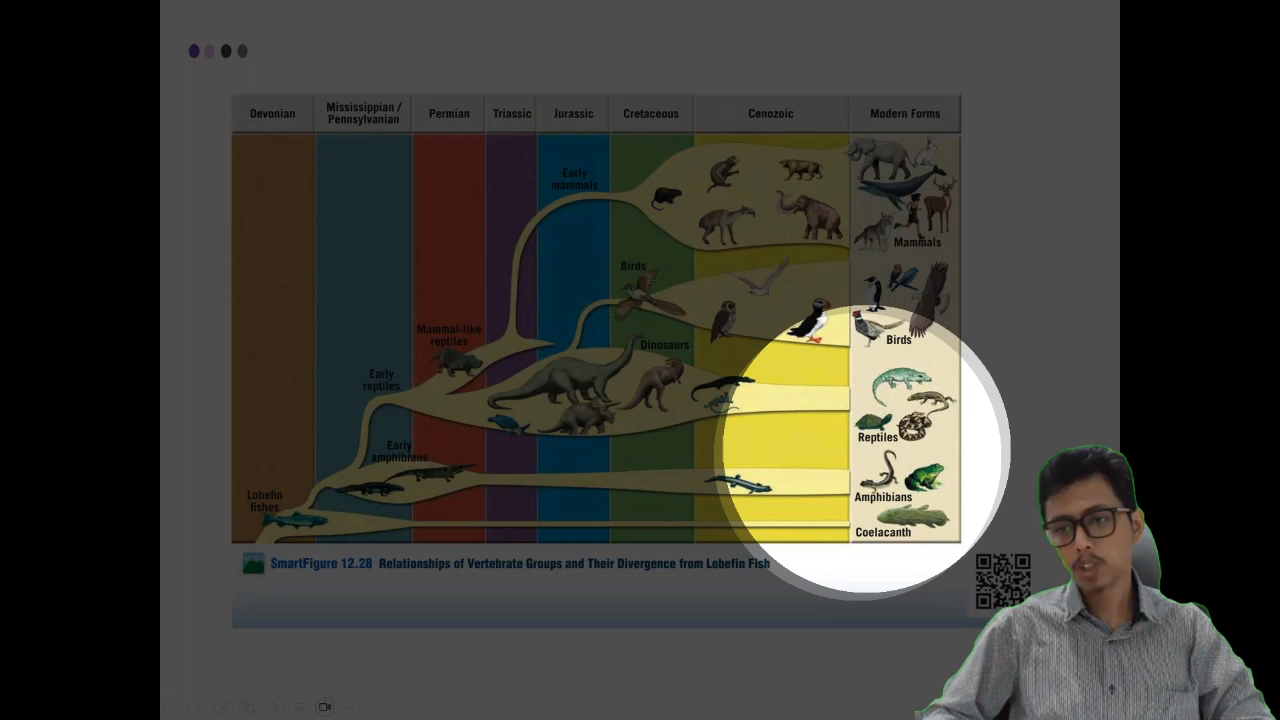 Devonian
Mississippian /
Pennsylvanian
Permian
Triassic
Jurassic
Cretaceous
Cenozoic
Modern Forms
Early
mammals
Mammals
Birds
Birds
Mammal-like
reptiles
Dinosaurs
Early
reptiles
Reptiles
Early
amphibians
Amphibians
Lobefin
fishes
Coelacanth
SmartFigure 12.28 Relationships of Vertebrate Groups and Their Divergence from Lobefin Fish